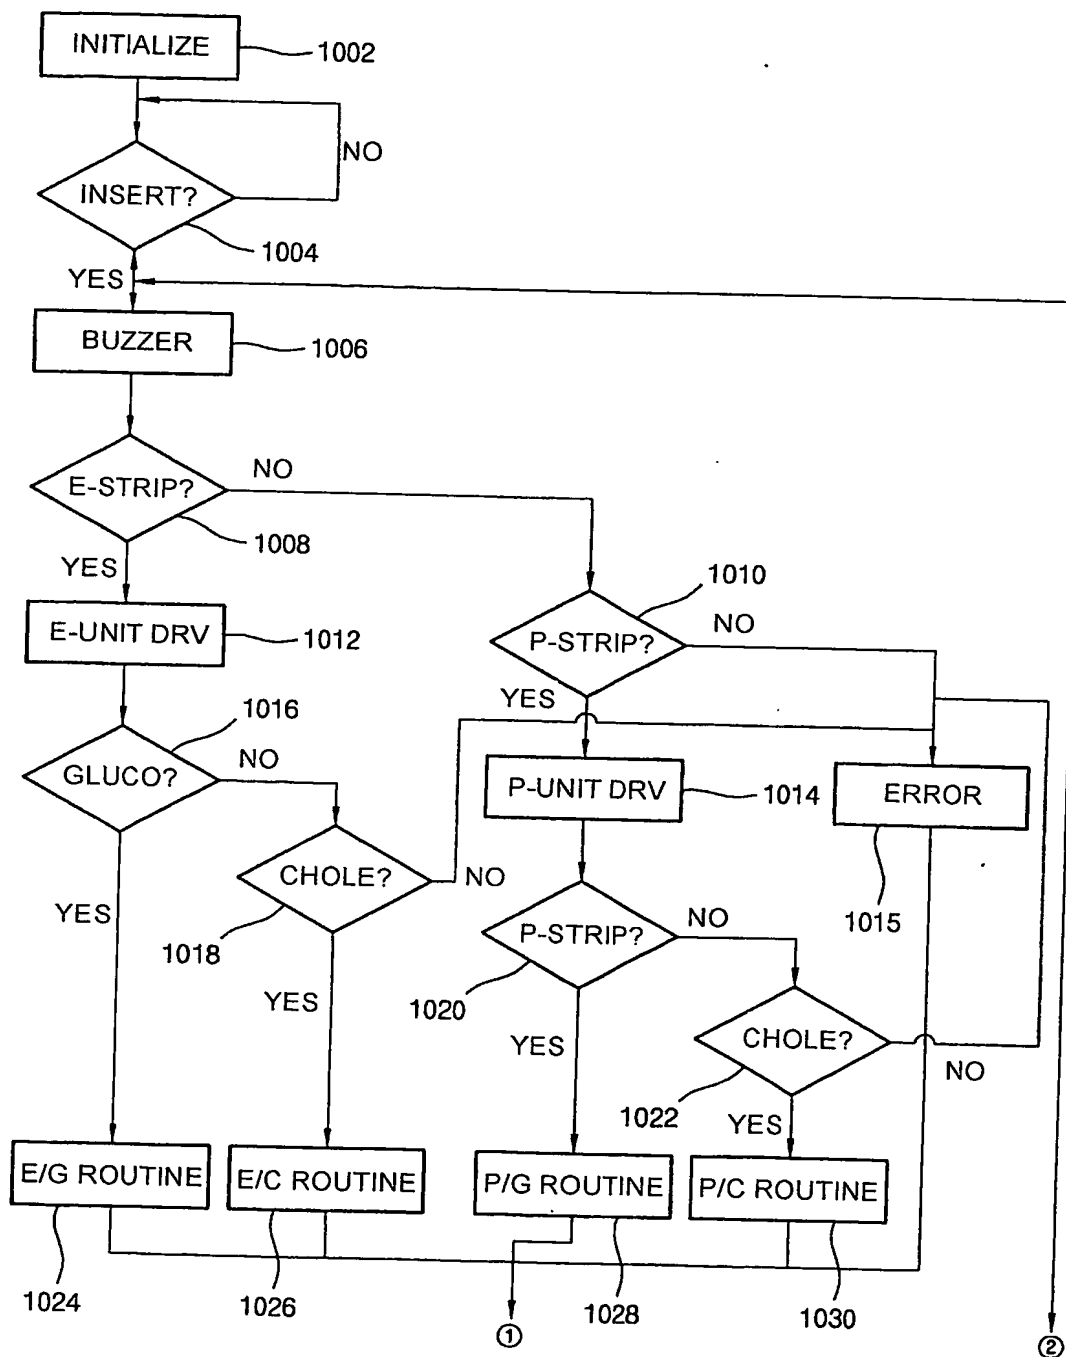 INITIALIZE
1002
NO
INSERT?
1004
YES
BUZZER
1006
E-STRIP?
NO
1008
YES
1010
E-UNIT DRV
1012
P-STRIP?
NO
YES
1016
GLUCO?
NO
P-UNIT DRV
1014
ERROR
CHOLE?
NO
1015
YES
1018
P-STRIP?
NO
1020
YES
YES
CHOLE?
NO
1022
YES
E/G ROUTINE
E/C ROUTINE
P/G ROUTINE
P/C ROUTINE
1024
1026
1028
1030
①
②